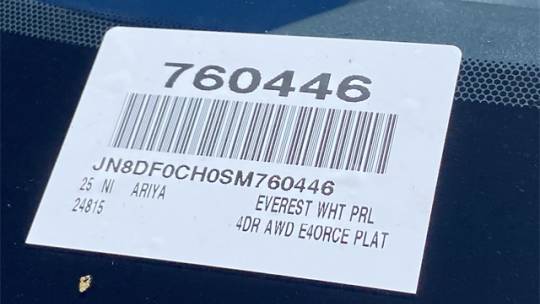 760446
JN8DF0CH0SM760446
25 NI ARIYA EVEREST WHT PRL
24815 4DR AWD E4ORCE PLAT